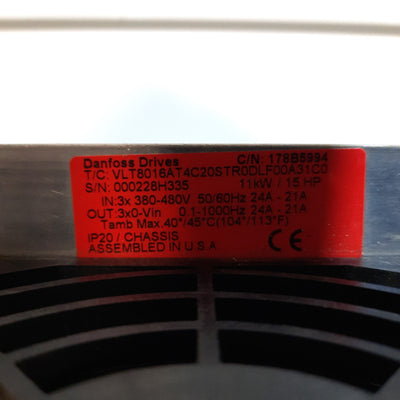 Danfoss Drives C/N: 178B5994
T/C: VLT8016AT4C20STR0DLF00A31C0
S/N: 000228H335 11kW / 15 HP
IN:3x 380-480V 50/60Hz 24A - 21A
OUT:3x0-Vin 0.1-1000Hz 24A - 21A
Tamb Max.40°/45°C(104°/113°F)
IP20 / CHASSIS
ASSEMBLED IN U.S.A
CE